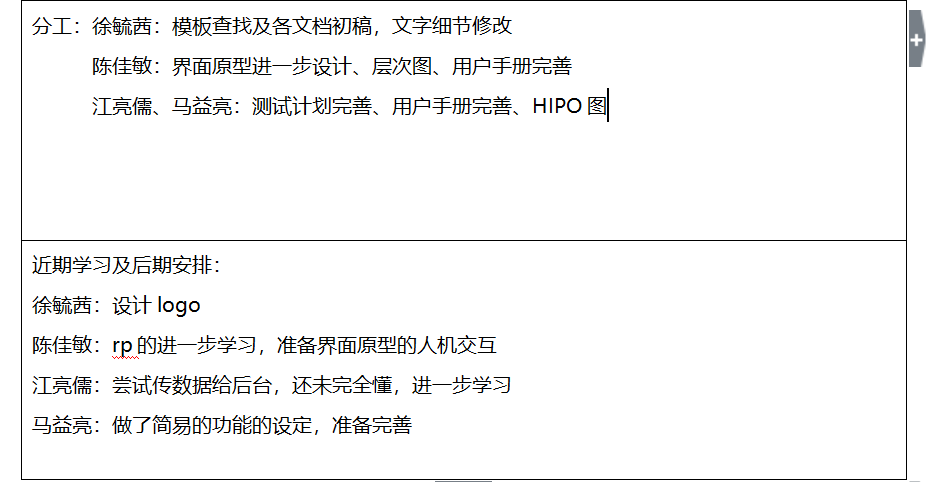 分工：徐毓茜：模板查找及各文档初稿，文字细节修改
陈佳敏：界面原型进一步设计、层次图、用户手册完善
江亮儒、马益亮：测试计划完善、用户手册完善、HIPO 图
近期学习及后期安排：
徐毓茜：设计 logo
陈佳敏：rp 的进一步学习，准备界面原型的人机交互
江亮儒：尝试传数据给后台，还未完全懂，进一步学习
马益亮：做了简易的功能的设定，准备完善